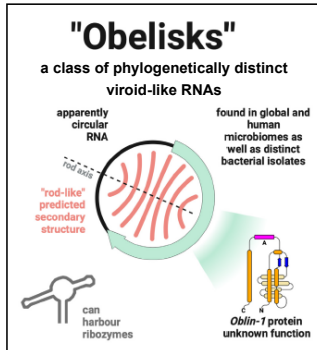 "Obelisks"
a class of phylogenetically distinct
viroid-like RNAs
apparently
circular
RNA
found in global and
human
microbiomes as
well as distinct
bacterial isolates
rod axis
"rod-like"
predicted
secondary
structure
can
harbour
ribozymes
A
C
N
Oblin-1 protein
unknown function